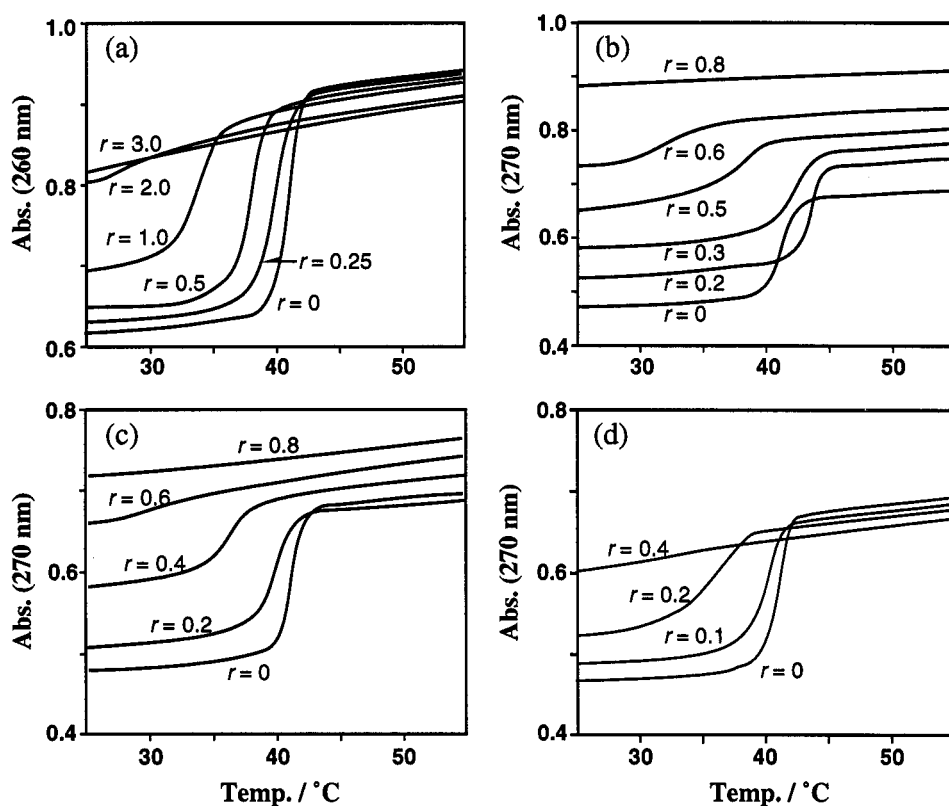 (a)
Abs. (260 nm)
1.0
0.8
0.6
r = 3.0
r = 2.0
r = 1.0
r = 0.5
r = 0.25
r = 0
30
40
50
(b)
Abs. (270 nm)
1.0
0.8
0.6
0.4
r = 0.8
r = 0.6
r = 0.5
r = 0.3
r = 0.2
r = 0
30
40
50
(c)
Abs. (270 nm)
0.8
0.6
0.4
r = 0.8
r = 0.6
r = 0.4
r = 0.2
r = 0
30
40
50
Temp. / ˚C
(d)
Abs. (270 nm)
0.8
0.6
0.4
r = 0.4
r = 0.2
r = 0.1
r = 0
30
40
50
Temp. / ˚C